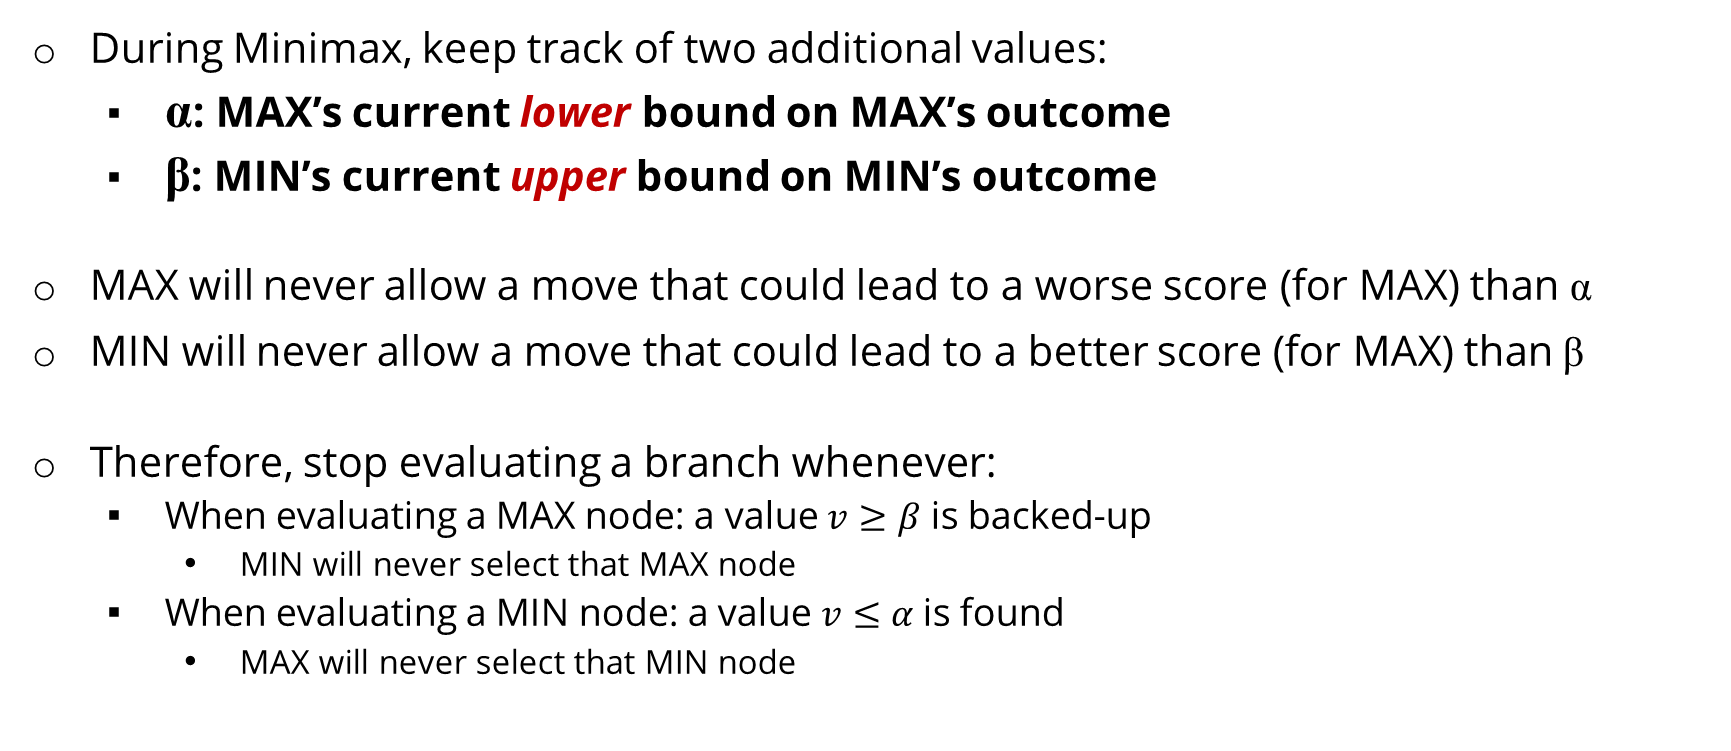 ○ During Minimax, keep track of two additional values:
▪ α: MAX’s current lower bound on MAX’s outcome
▪ β: MIN’s current upper bound on MIN’s outcome
○ MAX will never allow a move that could lead to a worse score (for MAX) than α
○ MIN will never allow a move that could lead to a better score (for MAX) than β
○ Therefore, stop evaluating a branch whenever:
▪ When evaluating a MAX node: a value v ≥ β is backed-up
• MIN will never select that MAX node
▪ When evaluating a MIN node: a value v ≤ α is found
• MAX will never select that MIN node